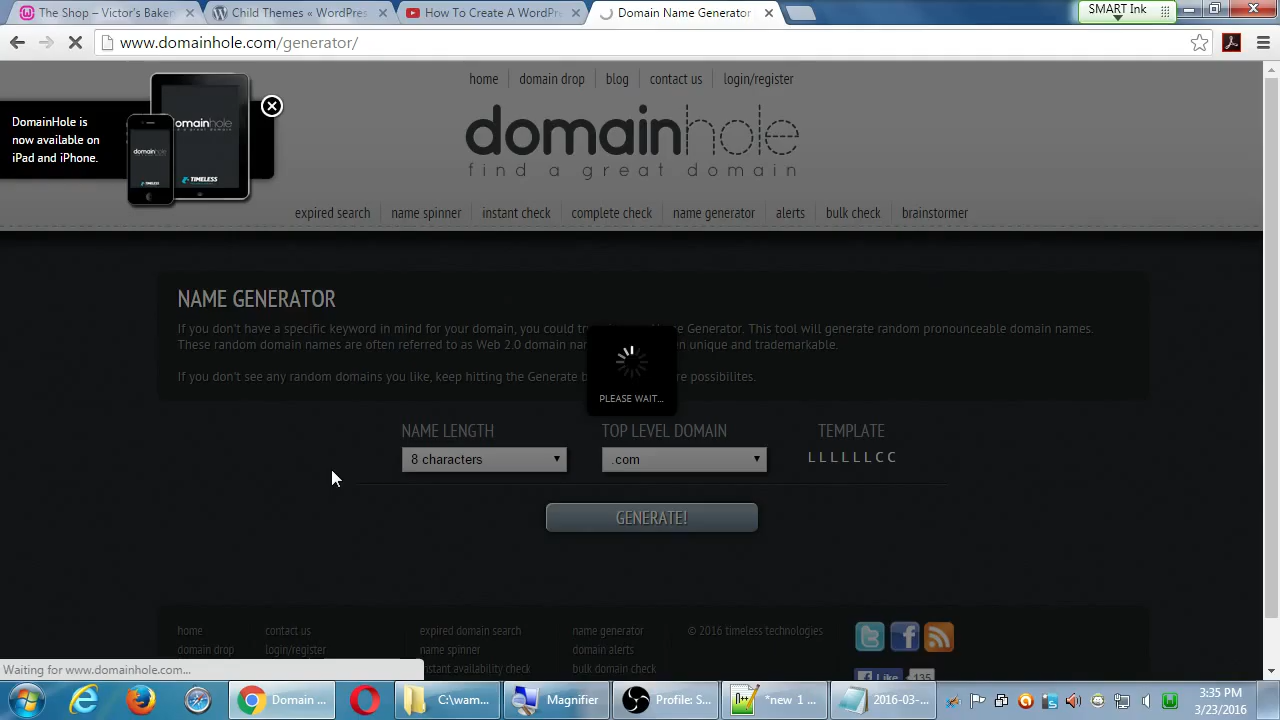 The Shop – Victor's Baken
Child Themes « WordPres
How To Create A WordPr
Domain Name Generator
SMART Ink
www.domainhole.com/generator/
home
domain drop
blog
contact us
login/register
DomainHole is
now available on
iPad and iPhone.
domainhole
TIMELESS
domainhole
find a great domain
expired search
name spinner
instant check
complete check
name generator
alerts
bulk check
brainstormer
NAME GENERATOR
If you don't have a specific keyword in mind for your domain, you could Generator. This tool will generate random pronounceable domain names.
These random domain names are often referred to as Web 2.0 domain unique and trademarkable.
If you don't see any random domains you like, keep hitting the Generate possibilites.
PLEASE WAIT...
NAME LENGTH
TOP LEVEL DOMAIN
TEMPLATE
8 characters
.com
L L L L L L C C
GENERATE!
home
contact us
expired domain search
name generator
© 2016 timeless technologies
domain drop
login/register
name spinner
domain alerts
instant availability check
bulk domain check
Like
135
Waiting for www.domainhole.com...
Domain ...
C:\wam...
Magnifier
Profile: S...
*new 1 ...
2016-03-...
3:35 PM
3/23/2016